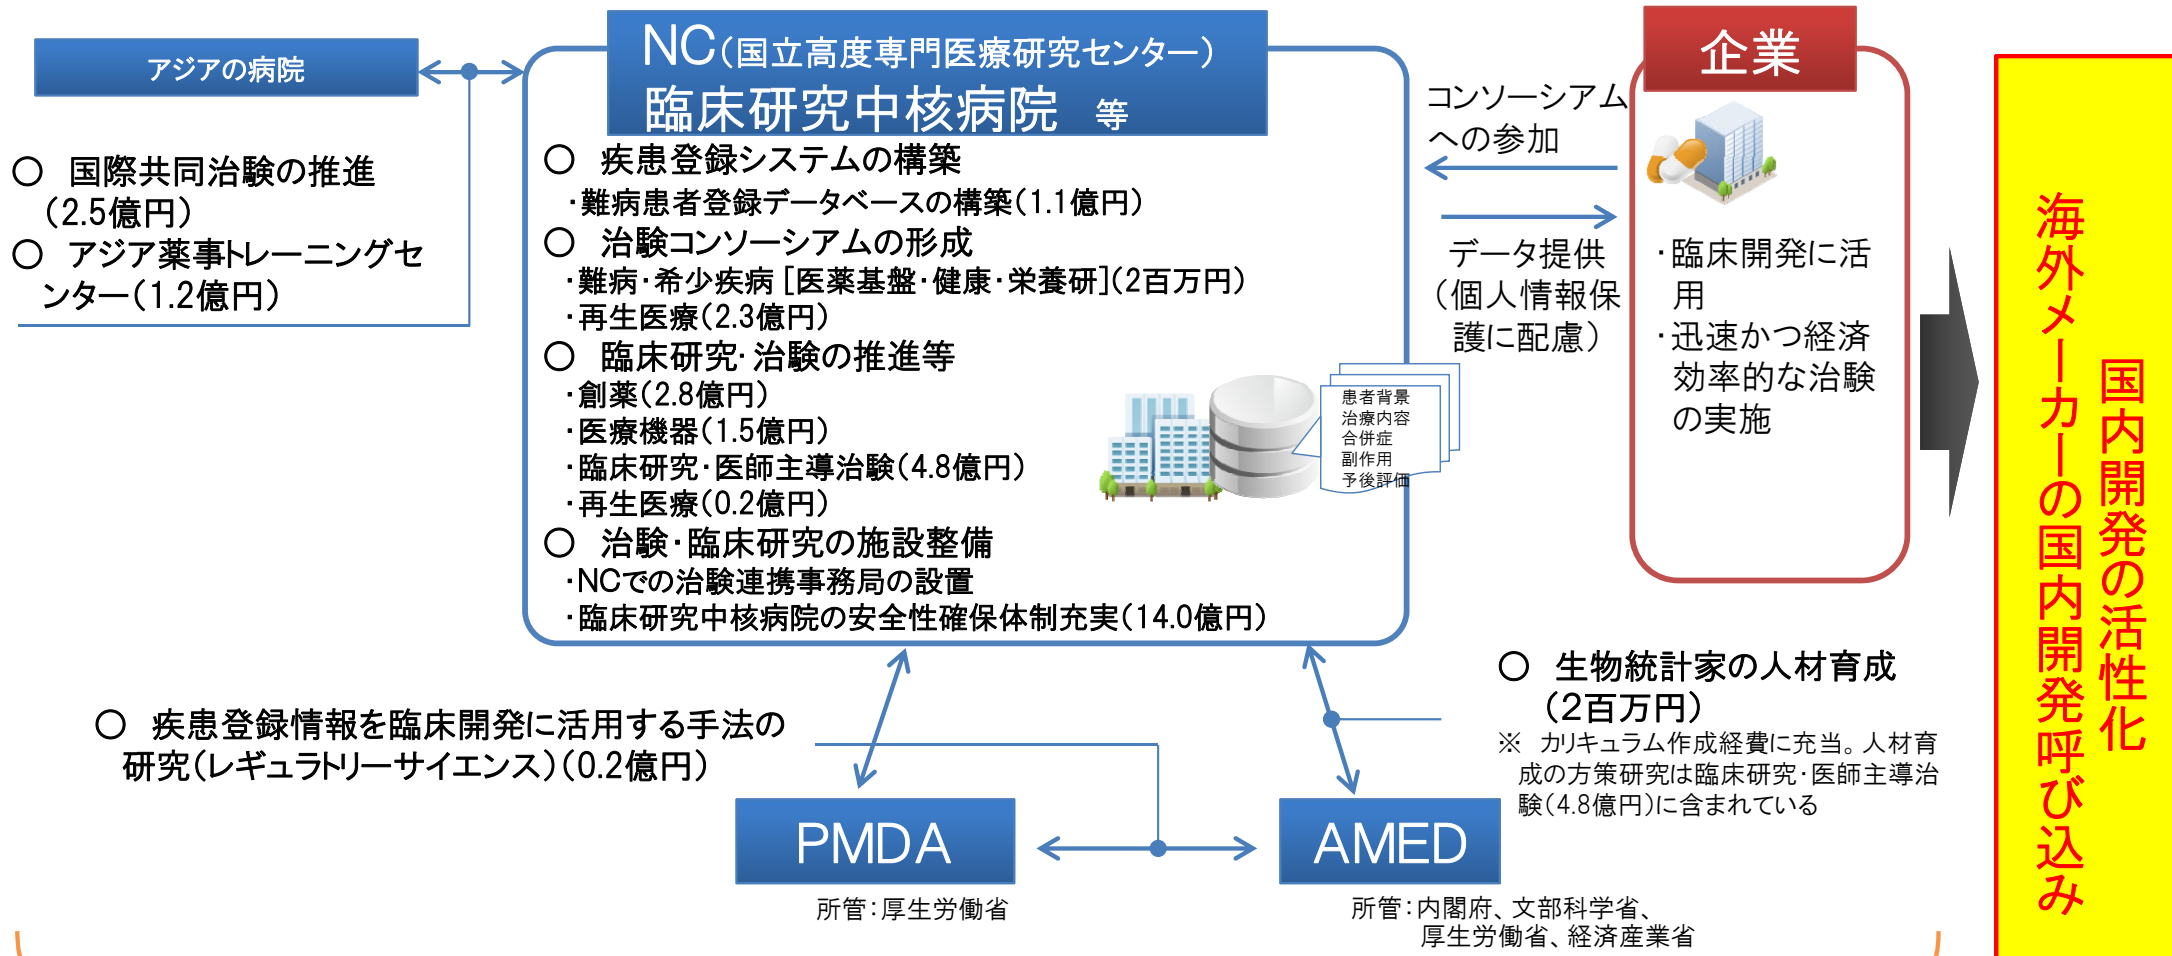 アジアの病院
○ 国際共同治験の推進
（2.5億円）
○ アジア薬事トレーニングセ
ンター（1.2億円）
NC（国立高度専門医療研究センター）
臨床研究中核病院 等
○ 疾患登録システムの構築
・難病患者登録データベースの構築（1.1億円）
○ 治験コンソーシアムの形成
・難病・希少疾病［医薬基盤・健康・栄養研］（2百万円）
・再生医療（2.3億円）
○ 臨床研究・治験の推進等
・創薬（2.8億円）
・医療機器（1.5億円）
・臨床研究・医師主導治験（4.8億円）
・再生医療（0.2億円）
○ 治験・臨床研究の施設整備
・NCでの治験連携事務局の設置
・臨床研究中核病院の安全性確保体制充実（14.0億円）
患者背景
治療内容
合併症
副作用
予後評価
コンソーシアム
への参加
データ提供
（個人情報保
護に配慮）
企業
・臨床開発に活
用
・迅速かつ経済
効率的な治験
の実施
国内開発の活性化
海外メーカーの国内開発呼び込み
○ 疾患登録情報を臨床開発に活用する手法の
研究（レギュラトリーサイエンス）（0.2億円）
○ 生物統計家の人材育成
（2百万円）
※ カリキュラム作成経費に充当。人材育
成の方策研究は臨床研究・医師主導治
験（4.8億円）に含まれている
PMDA
所管：厚生労働省
AMED
所管：内閣府、文部科学省、
厚生労働省、経済産業省